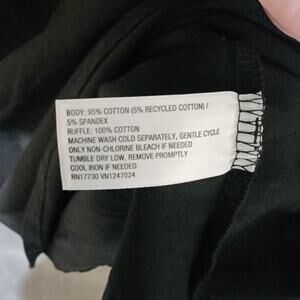 BODY: 95% COTTON (5% RECYCLED COTTON) /
5% SPANDEX
RUFFLE: 100% COTTON
MACHINE WASH COLD SEPARATELY, GENTLE CYCLE
ONLY NON-CHLORINE BLEACH IF NEEDED
TUMBLE DRY LOW, REMOVE PROMPTLY
COOL IRON IF NEEDED
RN17730 VN1247024